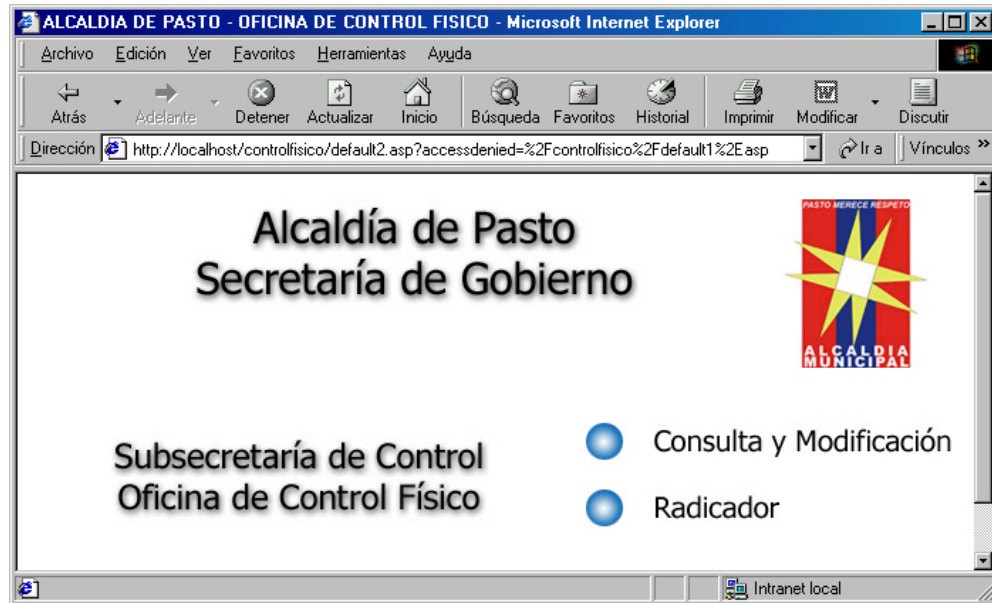 ALCALDIA DE PASTO - OFICINA DE CONTROL FISICO - Microsoft Internet Explorer
Archivo Edición Ver Favoritos Herramientas Ayuda
Atrás Adelante Detener Actualizar Inicio Búsqueda Favoritos Historial Imprimir Modificar Discutir
Dirección http://localhost/controlfisico/default2.asp?accessdenied=%2Fcontrolfisico%2Fdefault1%2Easp Ir a Vínculos »
Alcaldía de Pasto
Secretaría de Gobierno
PASTO MERECE RESPETO
ALCALDIA
MUNICIPAL
Subsecretaría de Control
Oficina de Control Físico
Consulta y Modificación
Radicador
Intranet local